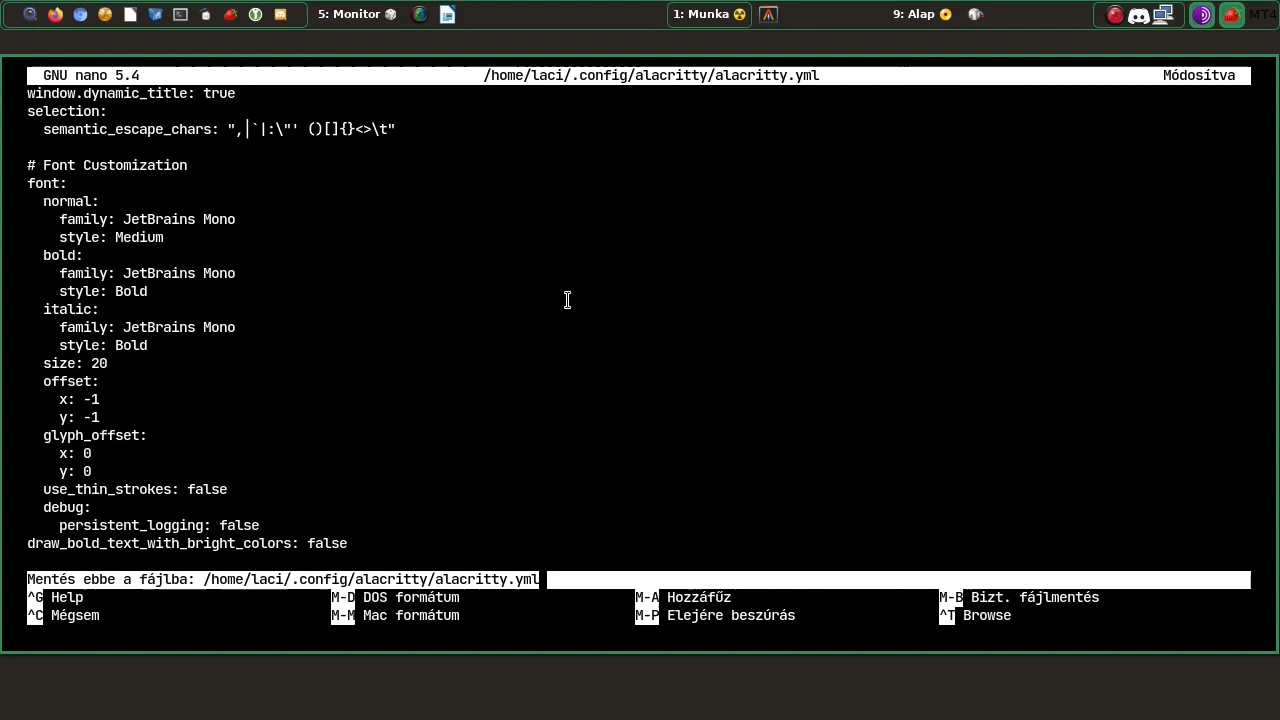 5: Monitor
1: Munka
9: Alap
MT4
GNU nano 5.4 /home/laci/.config/alacritty/alacritty.yml Módosítva
window.dynamic_title: true
selection:
  semantic_escape_chars: ",│`|:\"' ()[]{}<>\t"
# Font Customization
font:
  normal:
    family: JetBrains Mono
    style: Medium
  bold:
    family: JetBrains Mono
    style: Bold
  italic:
    family: JetBrains Mono
    style: Bold
  size: 20
  offset:
    x: -1
    y: -1
  glyph_offset:
    x: 0
    y: 0
  use_thin_strokes: false
  debug:
    persistent_logging: false
draw_bold_text_with_bright_colors: false
Mentés ebbe a fájlba: /home/laci/.config/alacritty/alacritty.yml
^G Help M-D DOS formátum M-A Hozzáfűz M-B Bizt. fájlmentés
^C Mégsem M-M Mac formátum M-P Elejére beszúrás ^T Browse